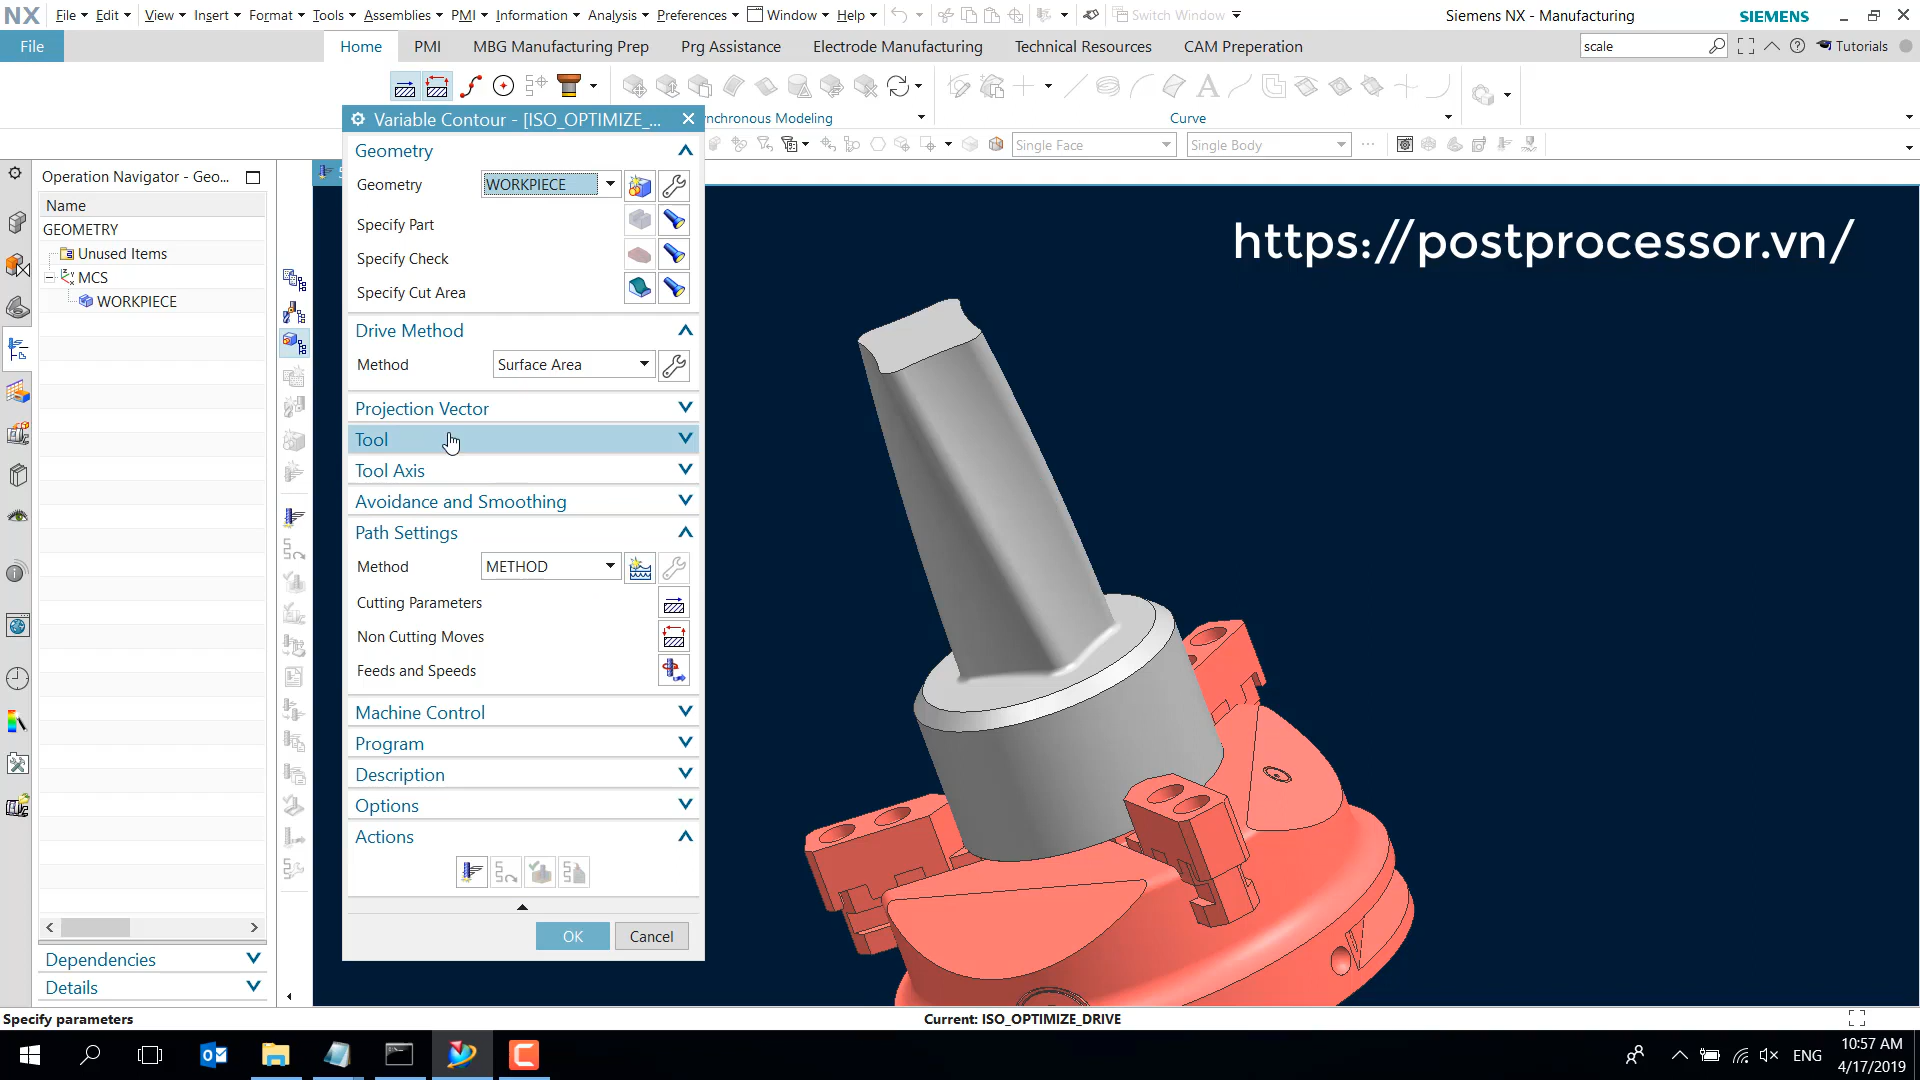 NX File Edit View Insert Format Tools Assemblies PMI Information Analysis Preferences Window Help Switch Window Siemens NX - Manufacturing SIEMENS
File Home PMI MBG Manufacturing Prep Prg Assistance Electrode Manufacturing Technical Resources CAM Preperation scale Tutorials
Variable Contour - [ISO_OPTIMIZE_... nchronous Modeling Curve
Single Face Single Body
Operation Navigator - Geo...
Name
GEOMETRY
Unused Items
MCS
WORKPIECE
Dependencies
Details
Geometry
Geometry WORKPIECE
Specify Part
Specify Check
Specify Cut Area
Drive Method
Method Surface Area
Projection Vector
Tool
Tool Axis
Avoidance and Smoothing
Path Settings
Method METHOD
Cutting Parameters
Non Cutting Moves
Feeds and Speeds
Machine Control
Program
Description
Options
Actions
OK Cancel
https://postprocessor.vn/
Specify parameters Current: ISO_OPTIMIZE_DRIVE
ENG 10:57 AM
4/17/2019